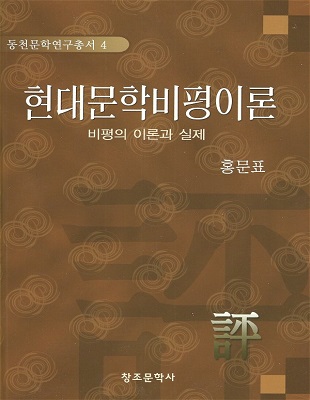 동천문학연구총서 4
현대문학비평이론
비평의 이론과 실제
홍문표
評
창조문학사